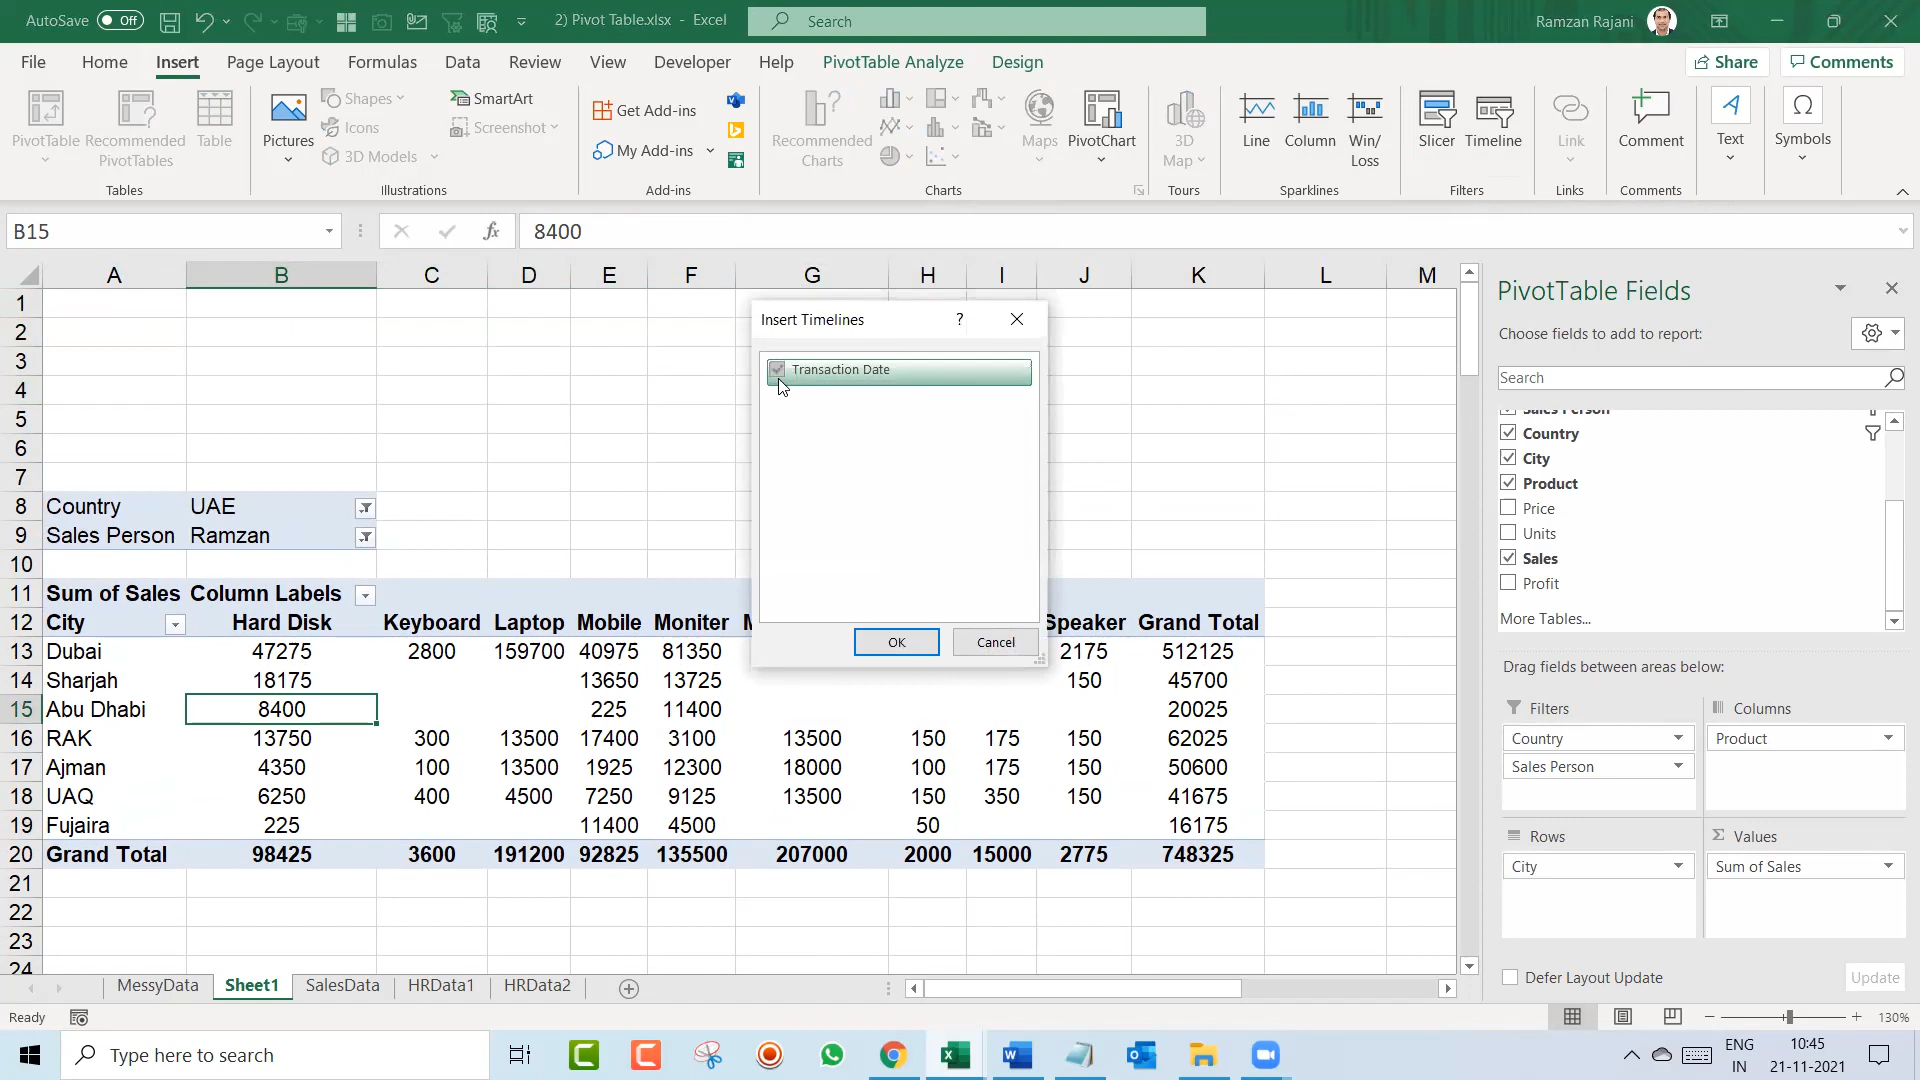 AutoSave Off 2) Pivot Table.xlsx - Excel Search Ramzan Rajani
File Home Insert Page Layout Formulas Data Review View Developer Help PivotTable Analyze Design Share Comments
PivotTable Recommended PivotTables Table
Pictures Shapes Icons 3D Models SmartArt Screenshot
Get Add-ins My Add-ins
Recommended Charts Maps PivotChart
3D Map Line Column Win/Loss Slicer Timeline Link Comment Text Symbols
Tables Illustrations Add-ins Charts Tours Sparklines Filters Links Comments
B15 fx 8400
A B C D E F G H I J K L M
1
2
3
4
5
6
7
8 Country UAE
9 Sales Person Ramzan
10
11 Sum of Sales Column Labels
12 City Hard Disk Keyboard Laptop Mobile Moniter M Speaker Grand Total
13 Dubai 47275 2800 159700 40975 81350 2175 512125
14 Sharjah 18175 13650 13725 150 45700
15 Abu Dhabi 8400 225 11400 20025
16 RAK 13750 300 13500 17400 3100 13500 150 175 150 62025
17 Ajman 4350 100 13500 1925 12300 18000 100 175 150 50600
18 UAQ 6250 400 4500 7250 9125 13500 150 350 150 41675
19 Fujaira 225 11400 4500 50 16175
20 Grand Total 98425 3600 191200 92825 135500 207000 2000 15000 2775 748325
21
22
23
24
Insert Timelines ? 
Transaction Date
OK Cancel
PivotTable Fields
Choose fields to add to report:
Search
Sales Person
Country
City
Product
Price
Units
Sales
Profit
More Tables...
Drag fields between areas below:
Filters Columns
Country Product
Sales Person
Rows Σ Values
City Sum of Sales
Defer Layout Update Update
MessyData Sheet1 SalesData HRData1 HRData2
Ready 130%
Type here to search
ENG
IN
10:45
21-11-2021